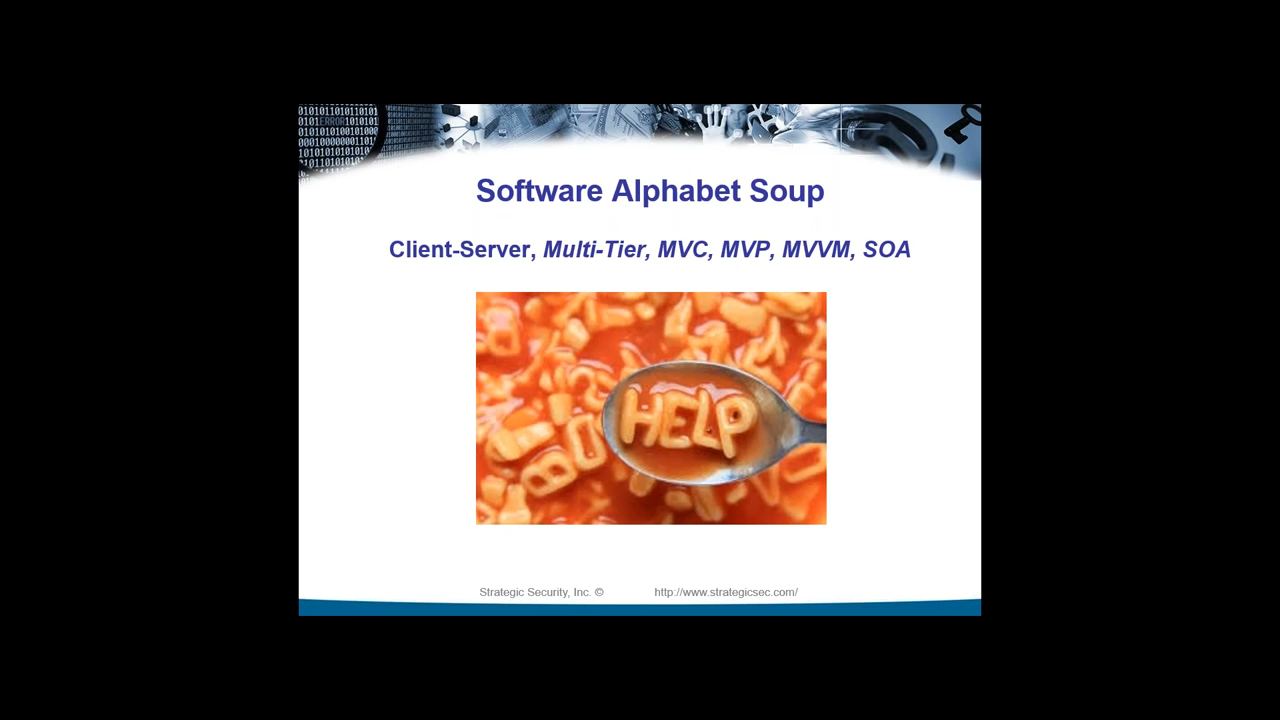 ERROR
Software Alphabet Soup
Client-Server, Multi-Tier, MVC, MVP, MVVM, SOA
HELP
Strategic Security, Inc. © http://www.strategicsec.com/